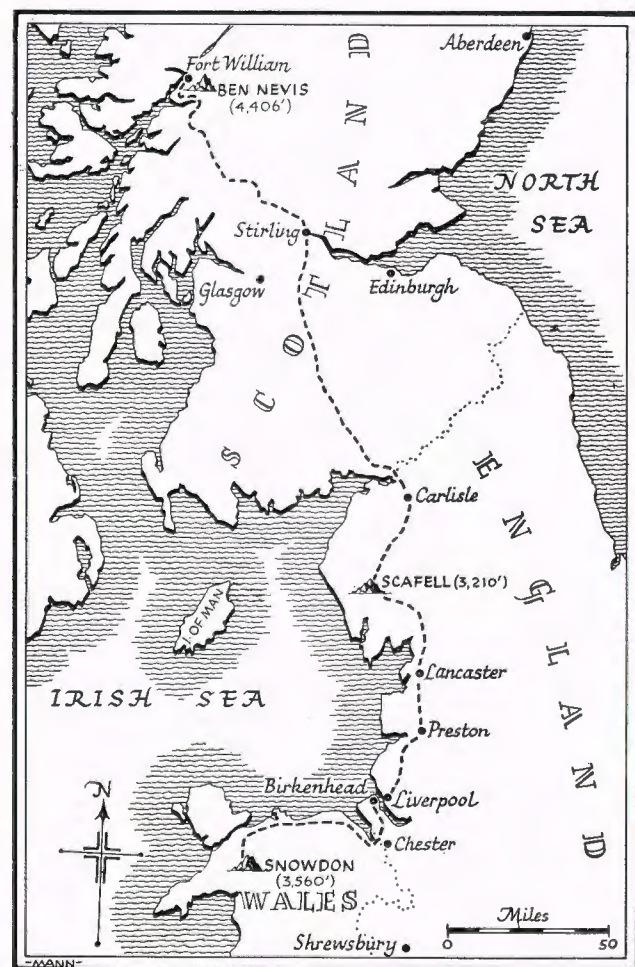 Aberdeen
Fort William
BEN NEVIS
(4,406')
NORTH
SEA
SCOTLAND
Stirling
Glasgow
Edinburgh
Carlisle
ENGLAND
SCAFELL (3,210')
I. OF MAN
Lancaster
IRISH SEA
Preston
N
Birkenhead
Liverpool
Chester
SNOWDON
(3,560')
WALES
Miles
0 50
Shrewsbury
-MANN-